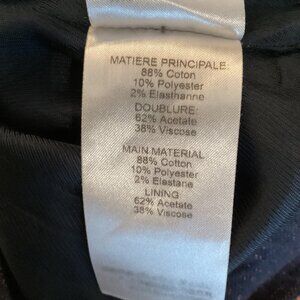 MATIERE PRINCIPALE
88% Coton
10% Polyester
2% Elasthanne
DOUBLURE:
62% Acetate
38% Viscose
MAIN MATERIAL
88% Cotton
10% Polyester
2% Elastane
LINING
62% Acetate
38% Viscose